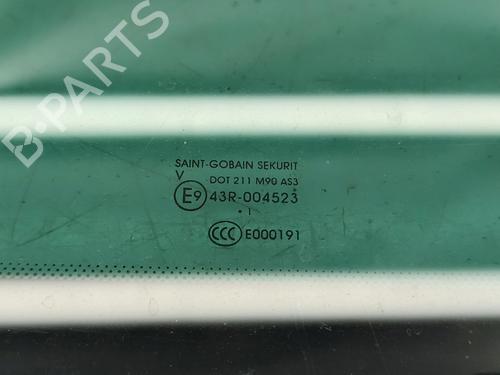 SAINT-GOBAIN SEKURIT
V
DOT 211 M90 AS3
E9 43R-004523
. 1
CCC E000191
B-PARTS